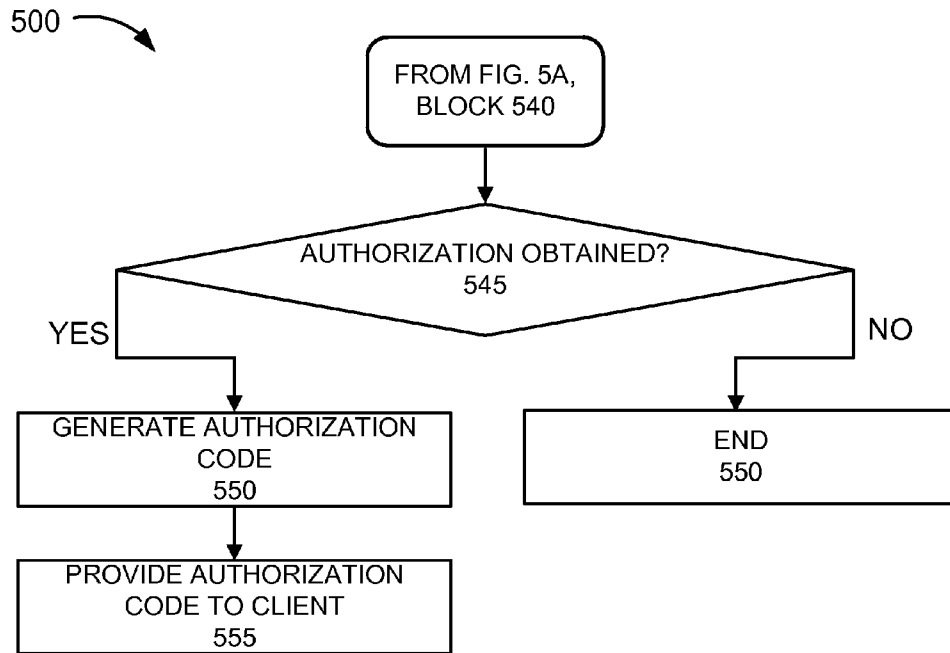 500
FROM FIG. 5A,
BLOCK 540
AUTHORIZATION OBTAINED?
545
YES
NO
GENERATE AUTHORIZATION
CODE
550
END
550
PROVIDE AUTHORIZATION
CODE TO CLIENT
555